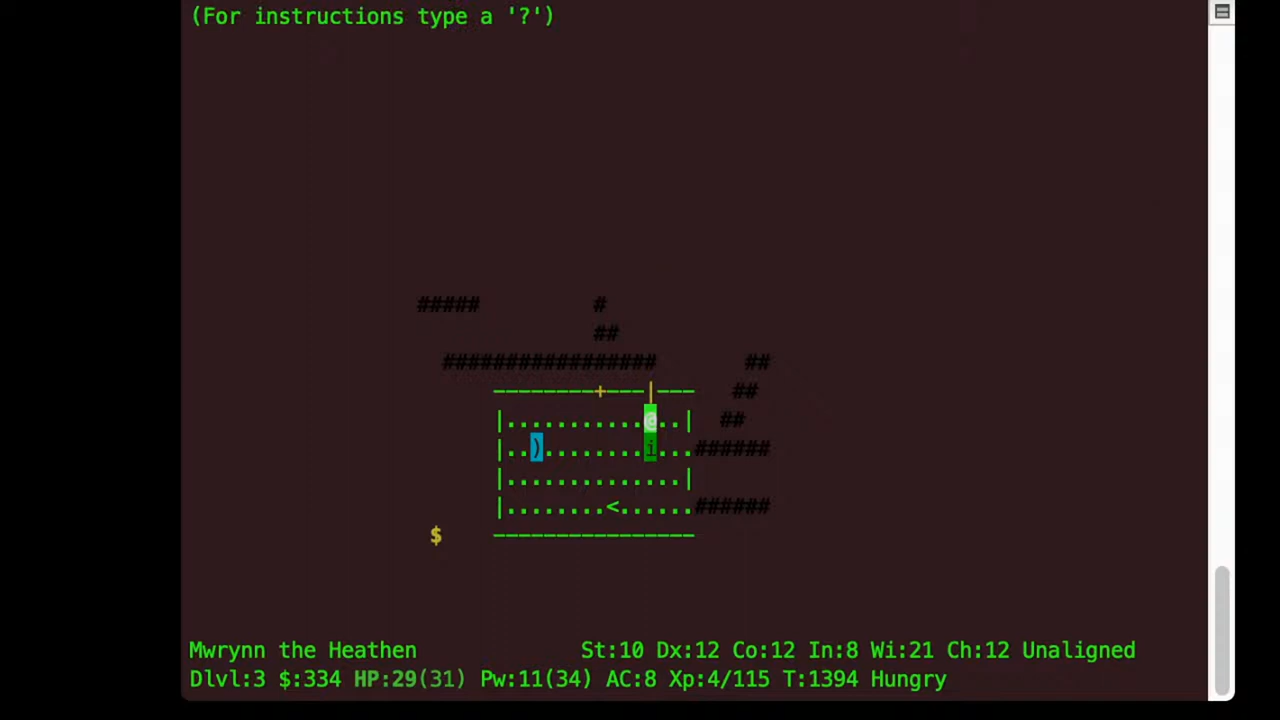 (For instructions type a '?')
##### #
##
################# ##
---------+---|--- ##
|..........@..| ##
|..)........i...######
|.............|
|........<......######
$ ----------------
Mwrynn the Heathen St:10 Dx:12 Co:12 In:8 Wi:21 Ch:12 Unaligned
Dlvl:3 $:334 HP:29(31) Pw:11(34) AC:8 Xp:4/115 T:1394 Hungry